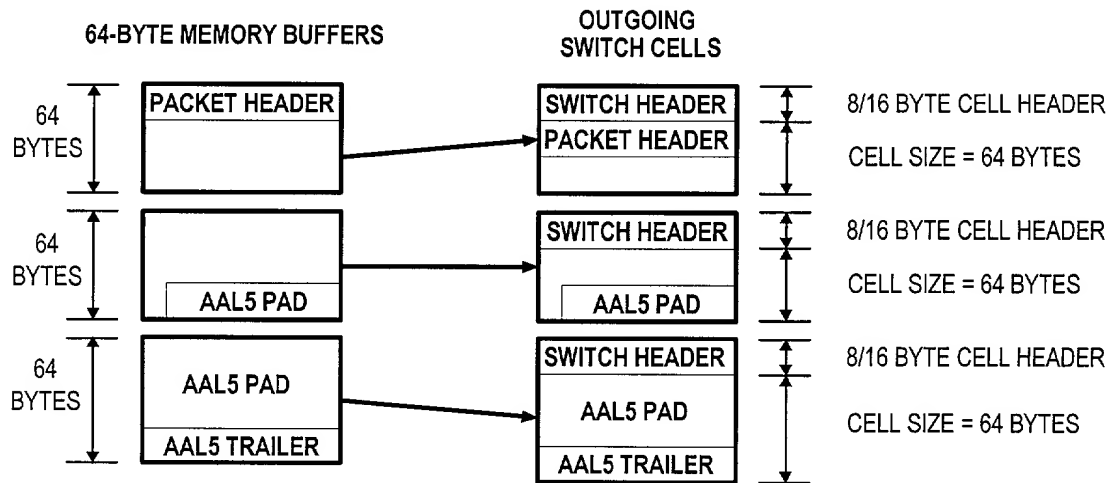 64-BYTE MEMORY BUFFERS
OUTGOING
SWITCH CELLS
64
BYTES
PACKET HEADER
SWITCH HEADER
PACKET HEADER
8/16 BYTE CELL HEADER
CELL SIZE = 64 BYTES
64
BYTES
AAL5 PAD
SWITCH HEADER
AAL5 PAD
8/16 BYTE CELL HEADER
CELL SIZE = 64 BYTES
64
BYTES
AAL5 PAD
AAL5 TRAILER
SWITCH HEADER
AAL5 PAD
AAL5 TRAILER
8/16 BYTE CELL HEADER
CELL SIZE = 64 BYTES